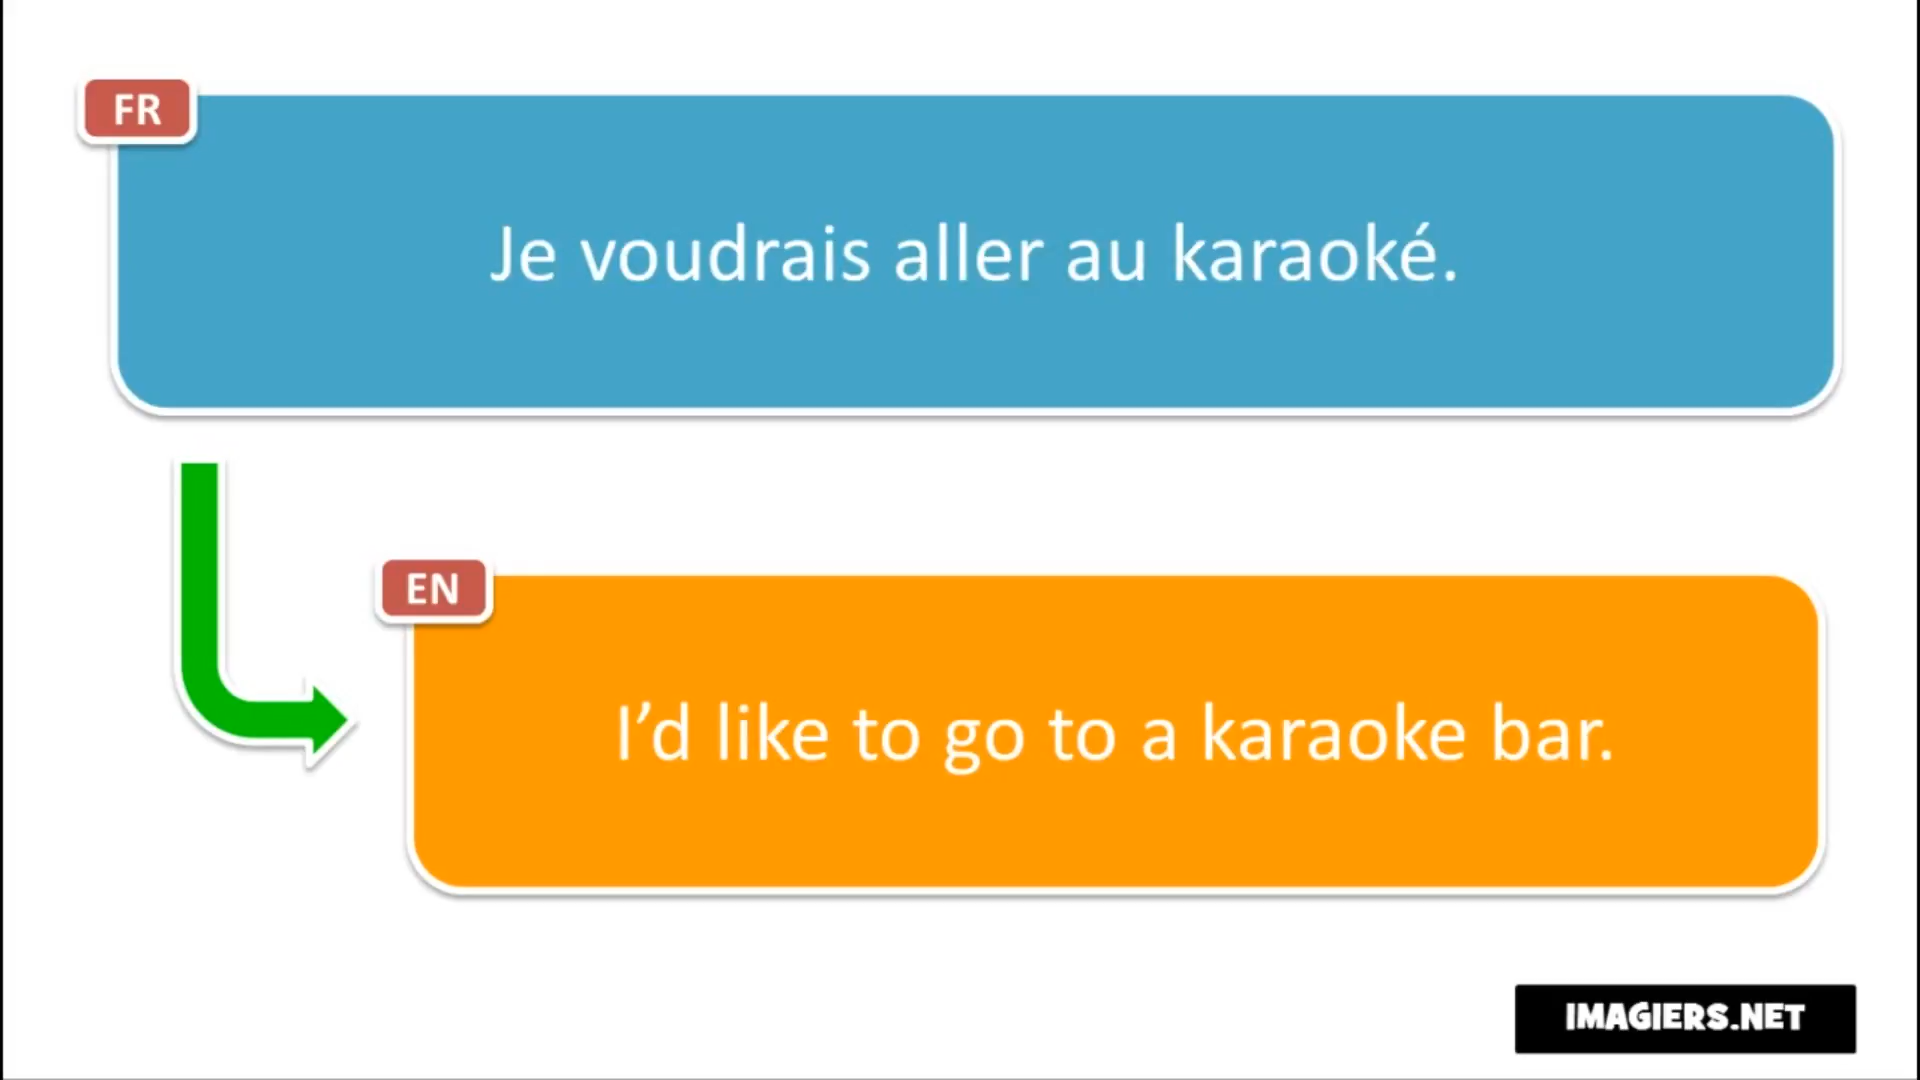 FR
Je voudrais aller au karaoké.
EN
I’d like to go to a karaoke bar.
IMAGIERS.NET